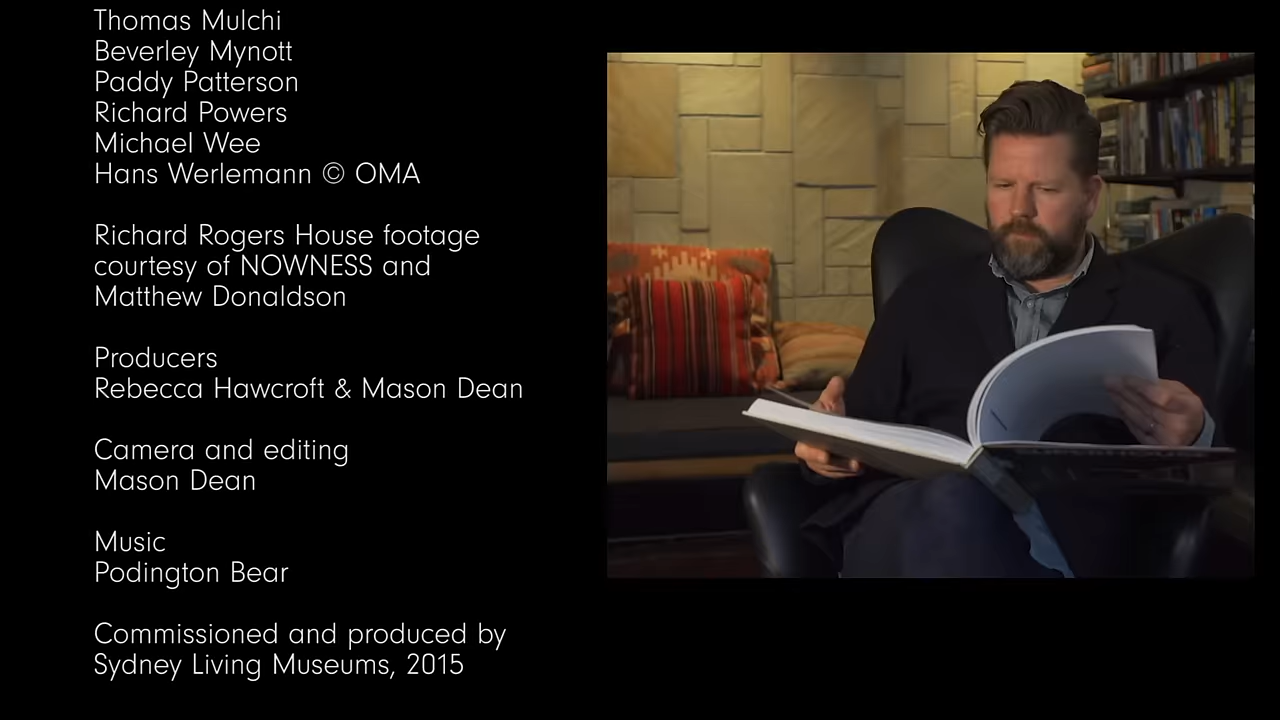 Thomas Mulchi
Beverley Mynott
Paddy Patterson
Richard Powers
Michael Wee
Hans Werlemann © OMA
Richard Rogers House footage
courtesy of NOWNESS and
Matthew Donaldson
Producers
Rebecca Hawcroft & Mason Dean
Camera and editing
Mason Dean
Music
Podington Bear
Commissioned and produced by
Sydney Living Museums, 2015